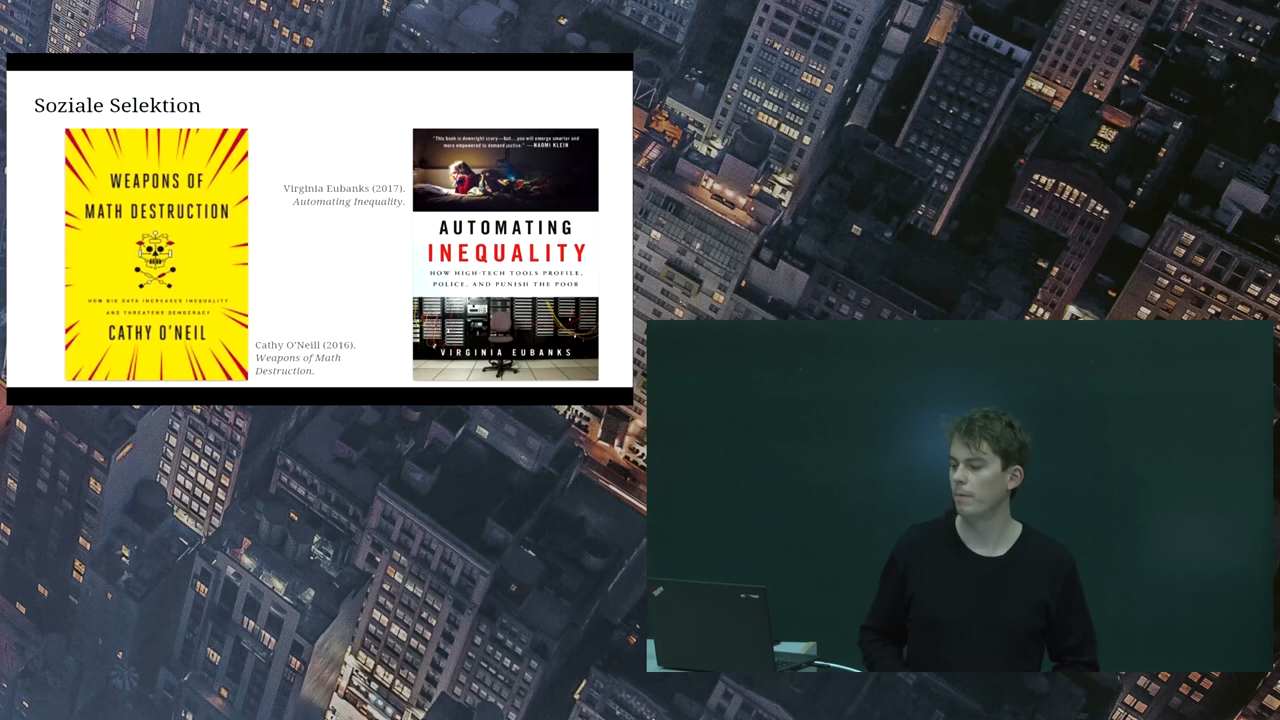 Soziale Selektion
WEAPONS OF
MATH DESTRUCTION
HOW BIG DATA INCREASES INEQUALITY
AND THREATENS DEMOCRACY
CATHY O'NEIL
Cathy O'Neill (2016).
Weapons of Math
Destruction.
Virginia Eubanks (2017).
Automating Inequality.
"This book is downright scary—but... you will emerge smarter and
more empowered to demand justice." —NAOMI KLEIN
AUTOMATING
INEQUALITY
HOW HIGH-TECH TOOLS PROFILE,
POLICE, AND PUNISH THE POOR
VIRGINIA EUBANKS